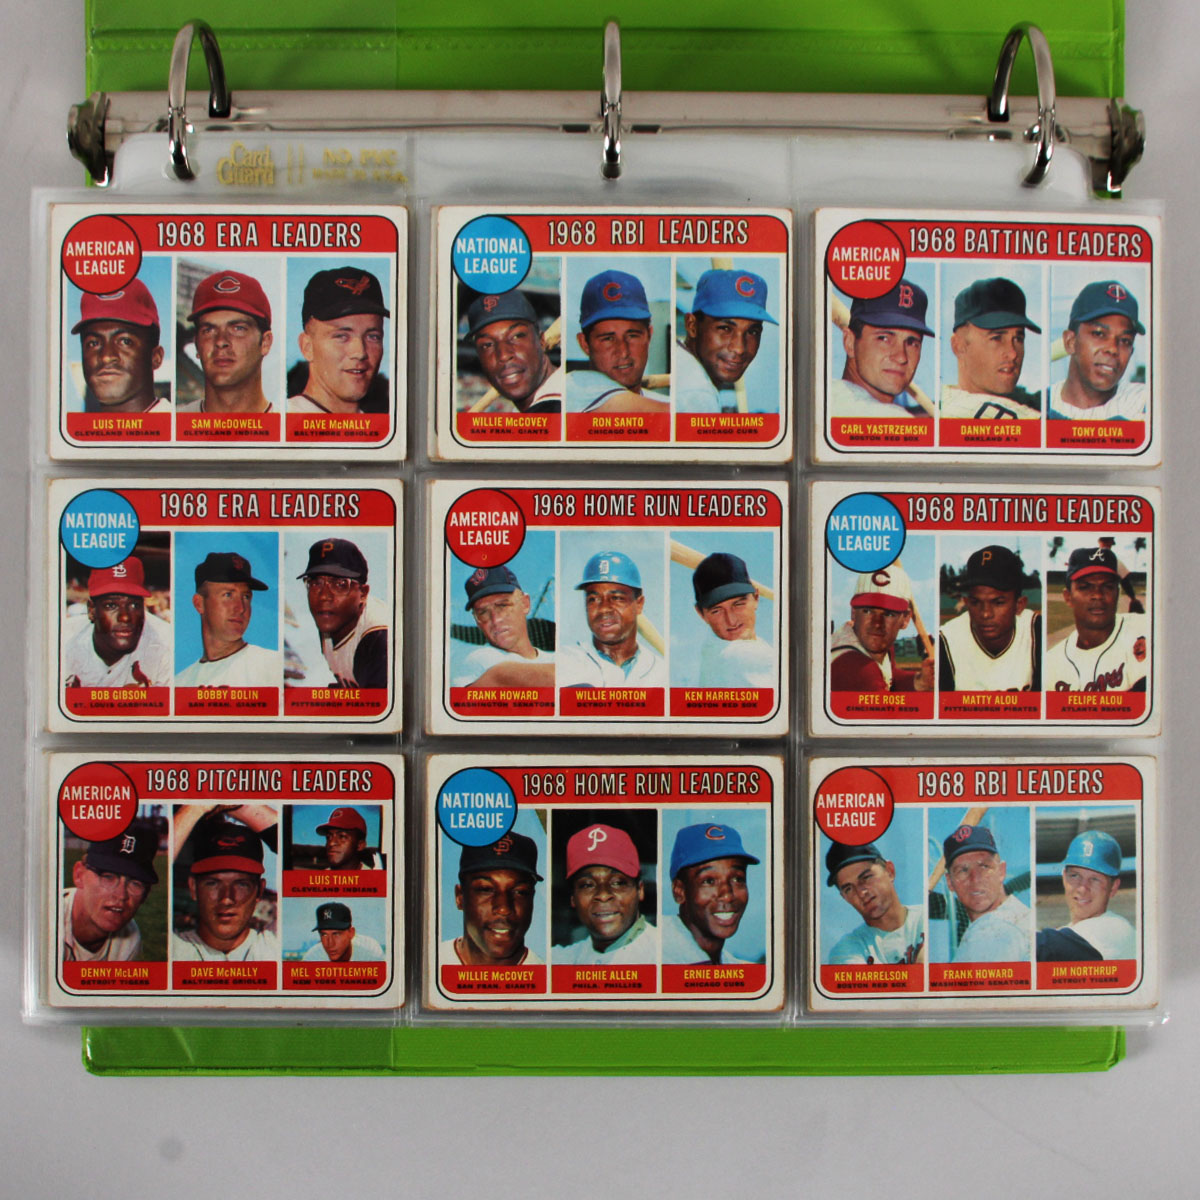 Card Guard || NO PVC
MADE IN U.S.A.
AMERICAN LEAGUE
1968 ERA LEADERS
LUIS TIANT
CLEVELAND INDIANS
SAM McDOWELL
CLEVELAND INDIANS
DAVE McNALLY
BALTIMORE ORIOLES
NATIONAL LEAGUE
1968 RBI LEADERS
WILLIE McCOVEY
SAN FRAN. GIANTS
RON SANTO
CHICAGO CUBS
BILLY WILLIAMS
CHICAGO CUBS
AMERICAN LEAGUE
1968 BATTING LEADERS
CARL YASTRZEMSKI
BOSTON RED SOX
DANNY CATER
OAKLAND A's
TONY OLIVA
MINNESOTA TWINS
NATIONAL LEAGUE
1968 ERA LEADERS
BOB GIBSON
ST. LOUIS CARDINALS
BOBBY BOLIN
SAN FRAN. GIANTS
BOB VEALE
PITTSBURGH PIRATES
AMERICAN LEAGUE
1968 HOME RUN LEADERS
FRANK HOWARD
WASHINGTON SENATORS
WILLIE HORTON
DETROIT TIGERS
KEN HARRELSON
BOSTON RED SOX
NATIONAL LEAGUE
1968 BATTING LEADERS
PETE ROSE
CINCINNATI REDS
MATTY ALOU
PITTSBURGH PIRATES
FELIPE ALOU
ATLANTA BRAVES
AMERICAN LEAGUE
1968 PITCHING LEADERS
DENNY McLAIN
DETROIT TIGERS
DAVE McNALLY
BALTIMORE ORIOLES
LUIS TIANT
CLEVELAND INDIANS
MEL STOTTLEMYRE
NEW YORK YANKEES
NATIONAL LEAGUE
1968 HOME RUN LEADERS
WILLIE McCOVEY
SAN FRAN. GIANTS
RICHIE ALLEN
PHILA. PHILLIES
ERNIE BANKS
CHICAGO CUBS
AMERICAN LEAGUE
1968 RBI LEADERS
KEN HARRELSON
BOSTON RED SOX
FRANK HOWARD
WASHINGTON SENATORS
JIM NORTHRUP
DETROIT TIGERS